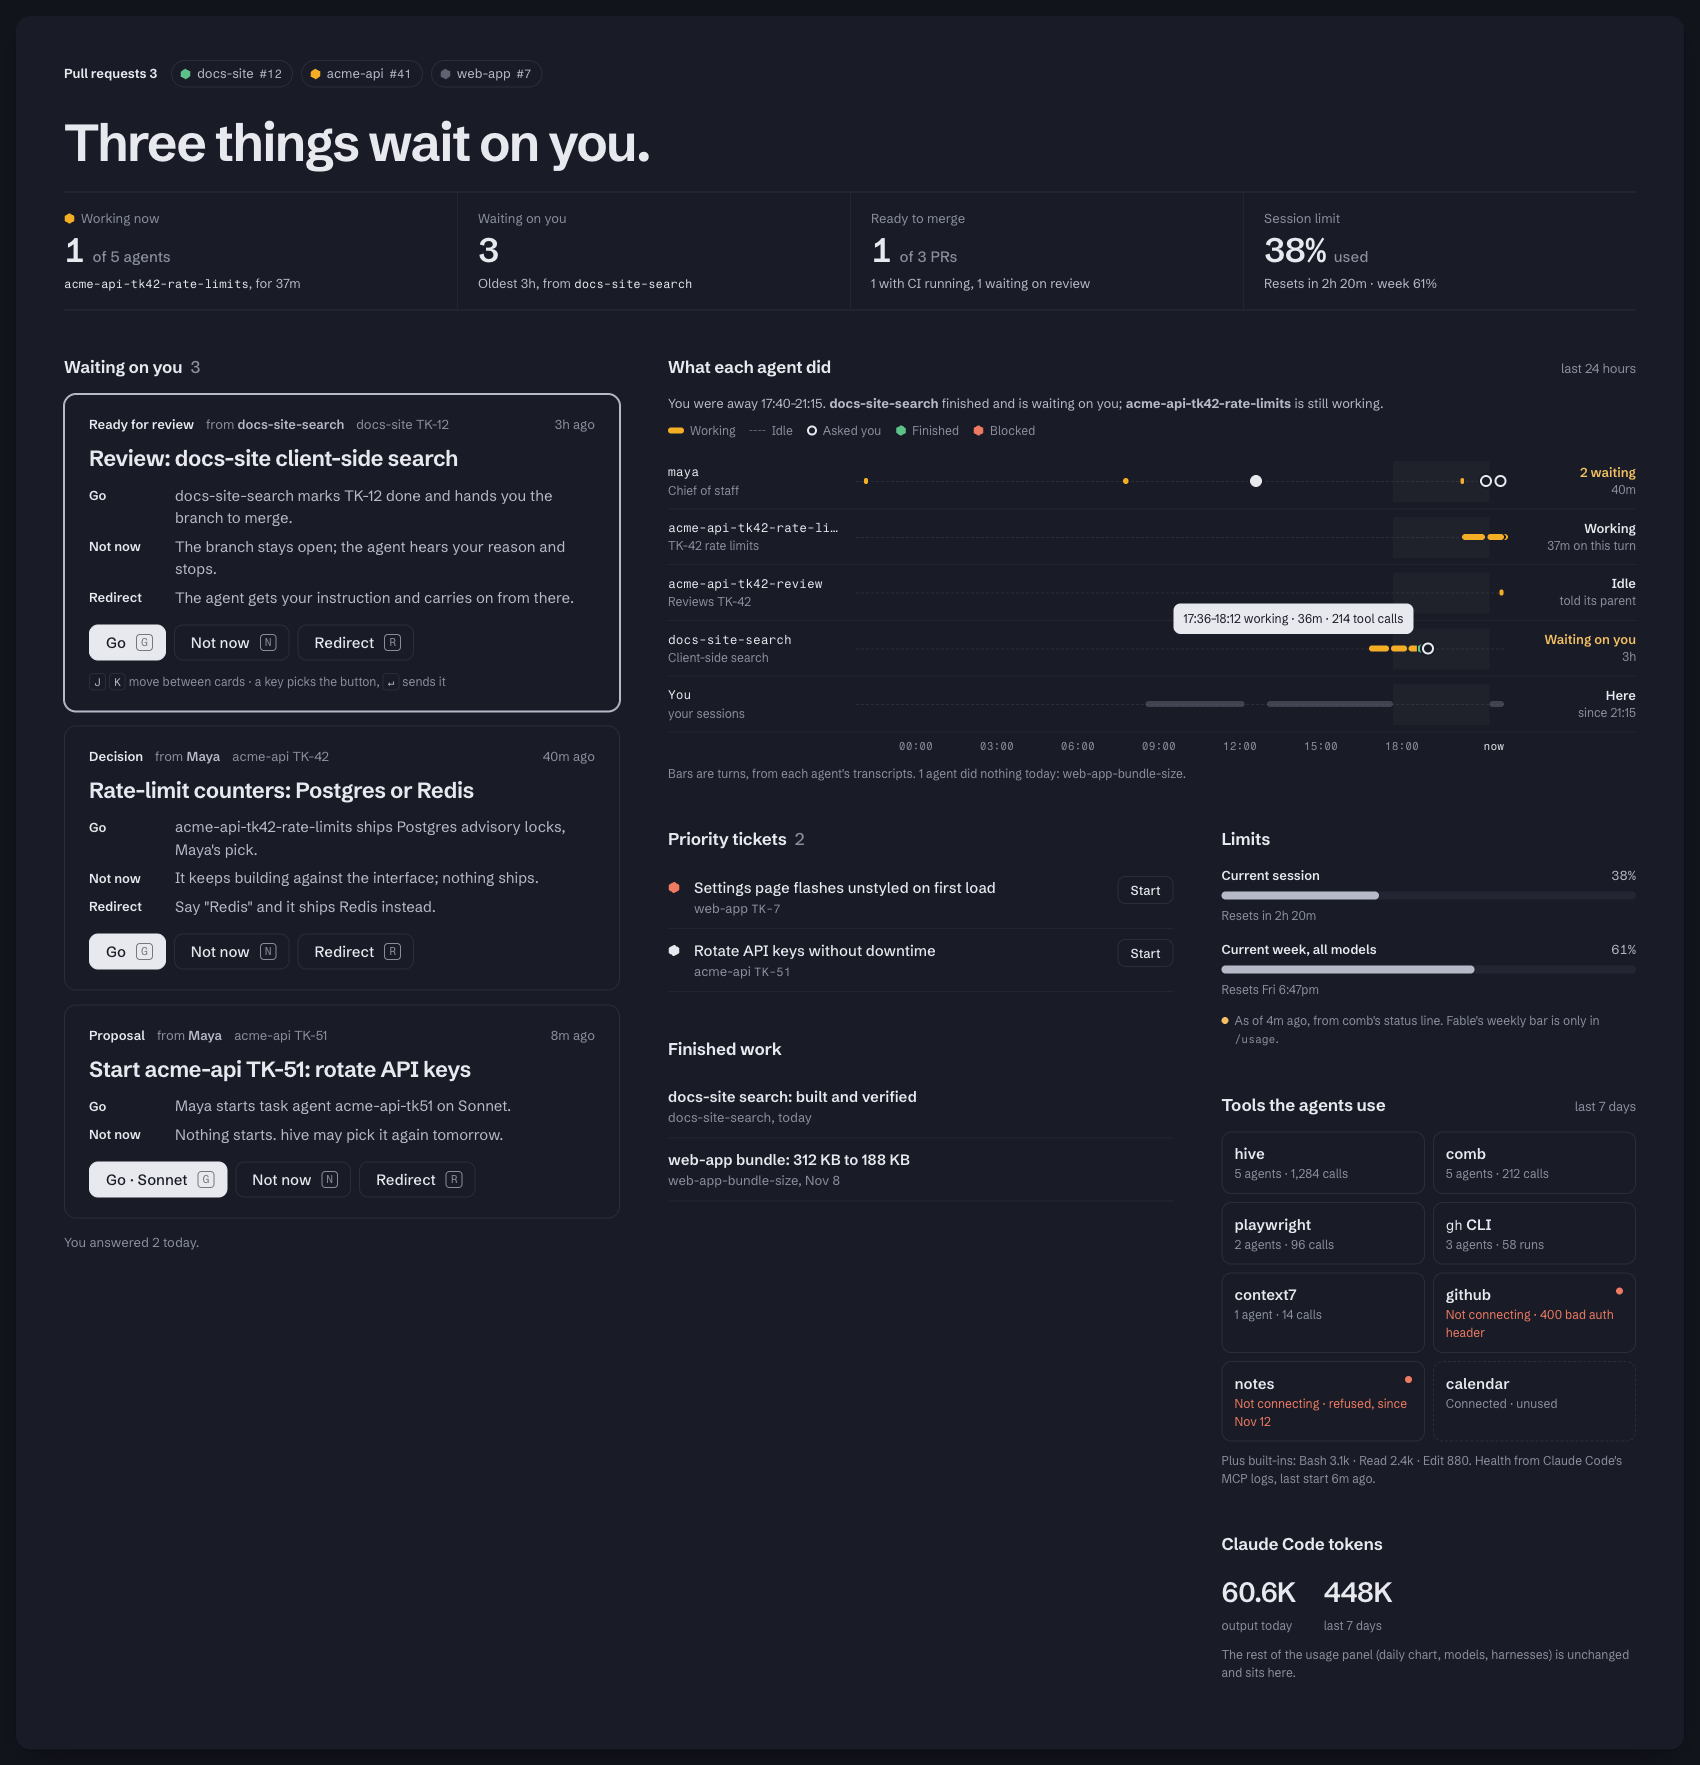 Pull requests 3 docs-site #12 acme-api #41 web-app #7
Three things wait on you.
Working now
1 of 5 agents
acme-api-tk42-rate-limits, for 37m
Waiting on you
3
Oldest 3h, from docs-site-search
Ready to merge
1 of 3 PRs
1 with CI running, 1 waiting on review
Session limit
38% used
Resets in 2h 20m · week 61%
Waiting on you 3
Ready for review from docs-site-search docs-site TK-12 3h ago
Review: docs-site client-side search
Go docs-site-search marks TK-12 done and hands you the
branch to merge.
Not now The branch stays open; the agent hears your reason and
stops.
Redirect The agent gets your instruction and carries on from there.
Go G Not now N Redirect R
J K move between cards · a key picks the button, ↵ sends it
Decision from Maya acme-api TK-42 40m ago
Rate-limit counters: Postgres or Redis
Go acme-api-tk42-rate-limits ships Postgres advisory locks,
Maya's pick.
Not now It keeps building against the interface; nothing ships.
Redirect Say "Redis" and it ships Redis instead.
Go G Not now N Redirect R
Proposal from Maya acme-api TK-51 8m ago
Start acme-api TK-51: rotate API keys
Go Maya starts task agent acme-api-tk51 on Sonnet.
Not now Nothing starts. hive may pick it again tomorrow.
Go · Sonnet G Not now N Redirect R
You answered 2 today.
What each agent did last 24 hours
You were away 17:40-21:15. docs-site-search finished and is waiting on you; acme-api-tk42-rate-limits is still working.
Working Idle Asked you Finished Blocked
maya 2 waiting
Chief of staff 40m
acme-api-tk42-rate-li… Working
TK-42 rate limits 37m on this turn
acme-api-tk42-review Idle
Reviews TK-42 told its parent
17:36-18:12 working · 36m · 214 tool calls
docs-site-search Waiting on you
Client-side search 3h
You Here
your sessions since 21:15
00:00 03:00 06:00 09:00 12:00 15:00 18:00 now
Bars are turns, from each agent's transcripts. 1 agent did nothing today: web-app-bundle-size.
Priority tickets 2
Settings page flashes unstyled on first load Start
web-app TK-7
Rotate API keys without downtime Start
acme-api TK-51
Finished work
docs-site search: built and verified
docs-site-search, today
web-app bundle: 312 KB to 188 KB
web-app-bundle-size, Nov 8
Limits
Current session 38%
Resets in 2h 20m
Current week, all models 61%
Resets Fri 6:47pm
As of 4m ago, from comb's status line. Fable's weekly bar is only in
/usage.
Tools the agents use last 7 days
hive
5 agents · 1,284 calls
comb
5 agents · 212 calls
playwright
2 agents · 96 calls
gh CLI
3 agents · 58 runs
context7
1 agent · 14 calls
github
Not connecting · 400 bad auth
header
notes
Not connecting · refused, since
Nov 12
calendar
Connected · unused
Plus built-ins: Bash 3.1k · Read 2.4k · Edit 880. Health from Claude Code's
MCP logs, last start 6m ago.
Claude Code tokens
60.6K 448K
output today last 7 days
The rest of the usage panel (daily chart, models, harnesses) is unchanged
and sits here.